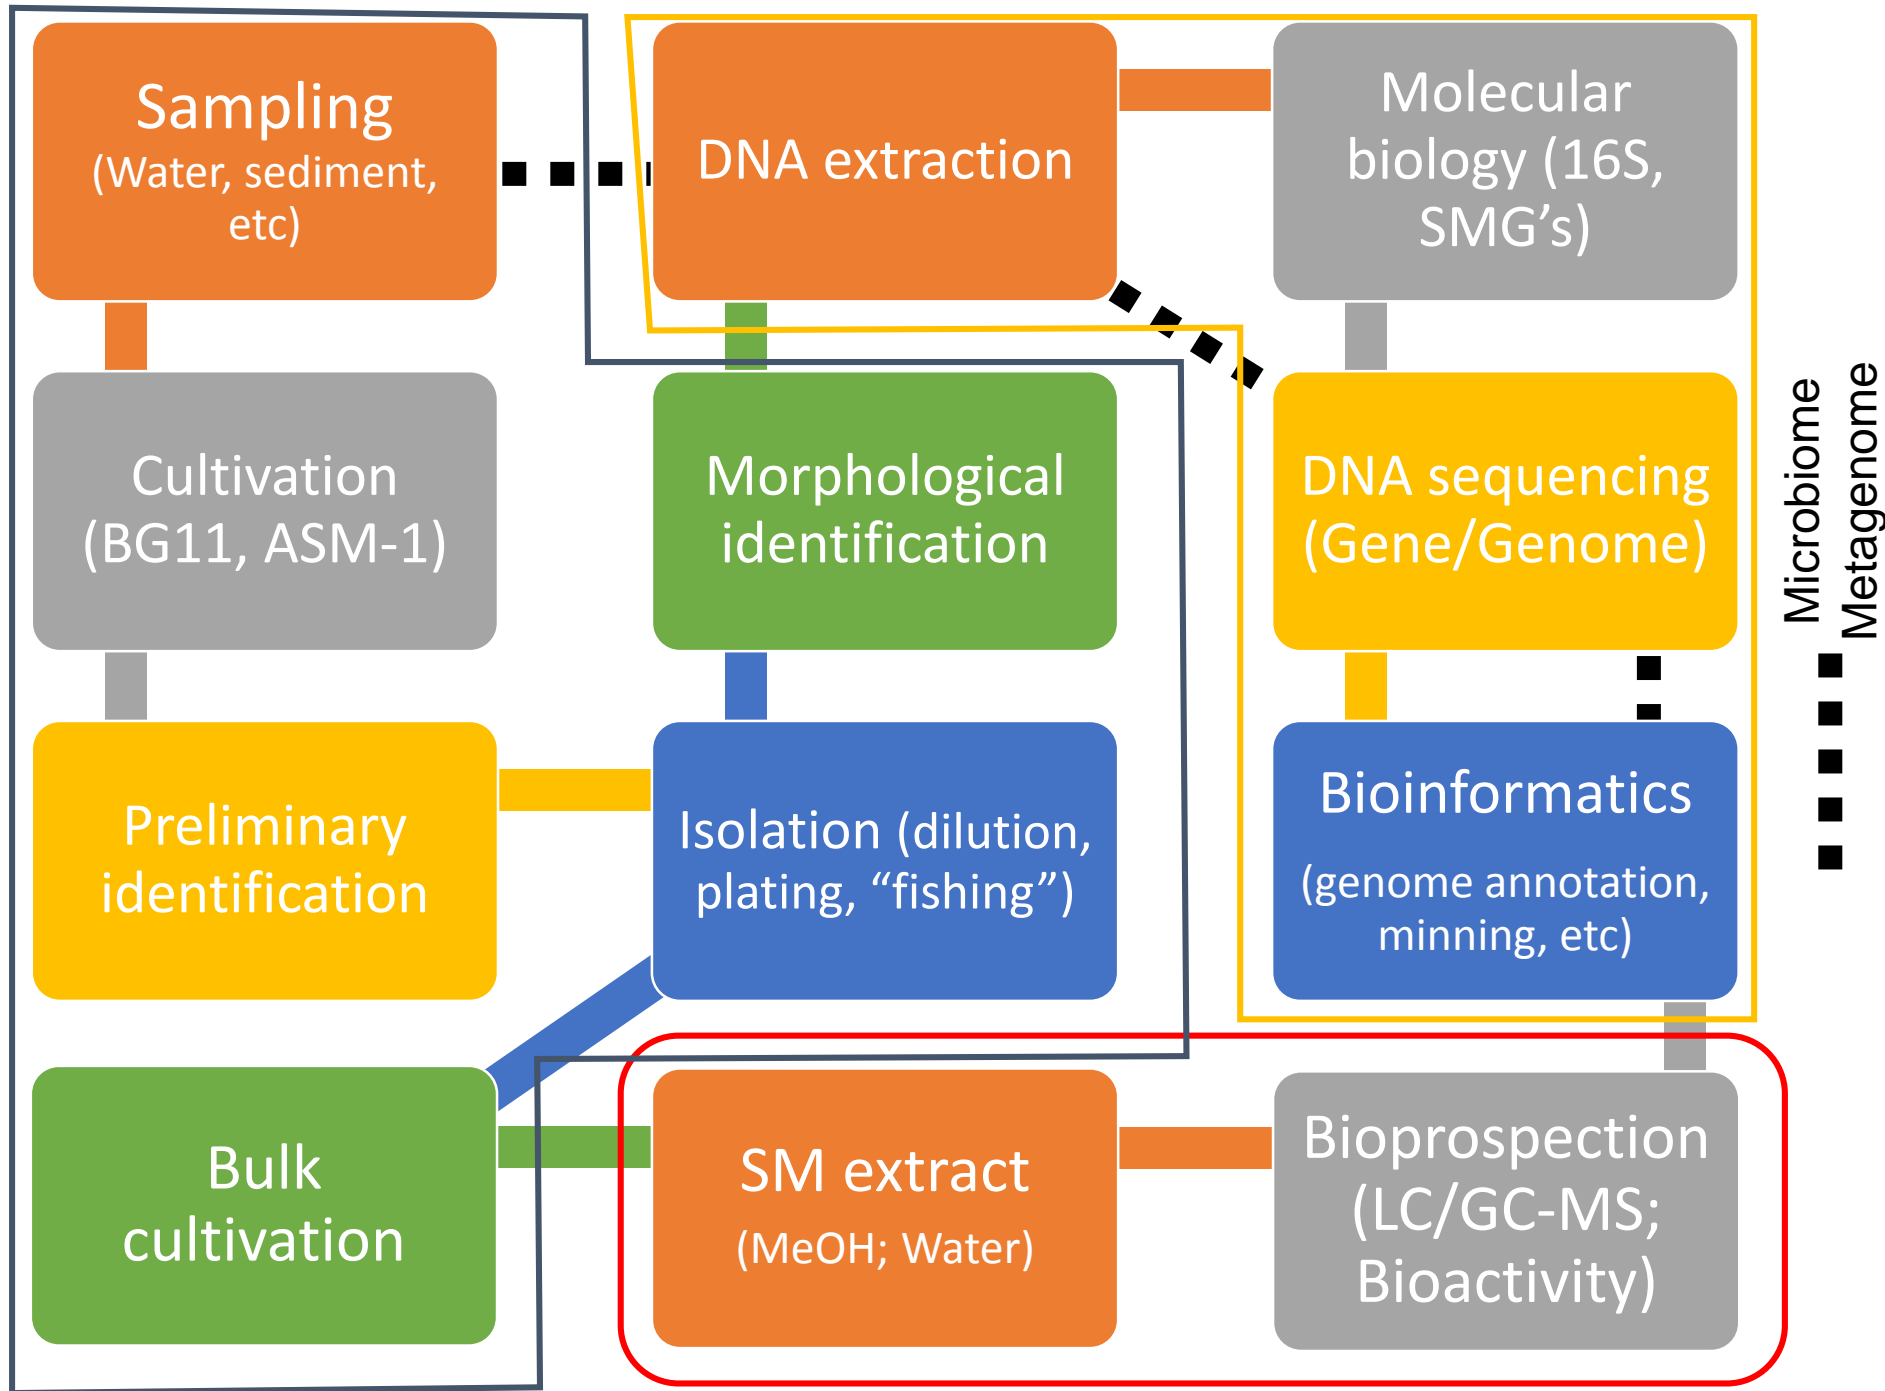 Sampling
(Water, sediment,
etc)
DNA extraction
Molecular
biology (16S,
SMG’s)
Cultivation
(BG11, ASM-1)
Morphological
identification
DNA sequencing
(Gene/Genome)
Microbiome
Metagenome
Preliminary
identification
Isolation (dilution,
plating, “fishing”)
Bioinformatics
(genome annotation,
minning, etc)
Bulk
cultivation
SM extract
(MeOH; Water)
Bioprospection
(LC/GC-MS;
Bioactivity)